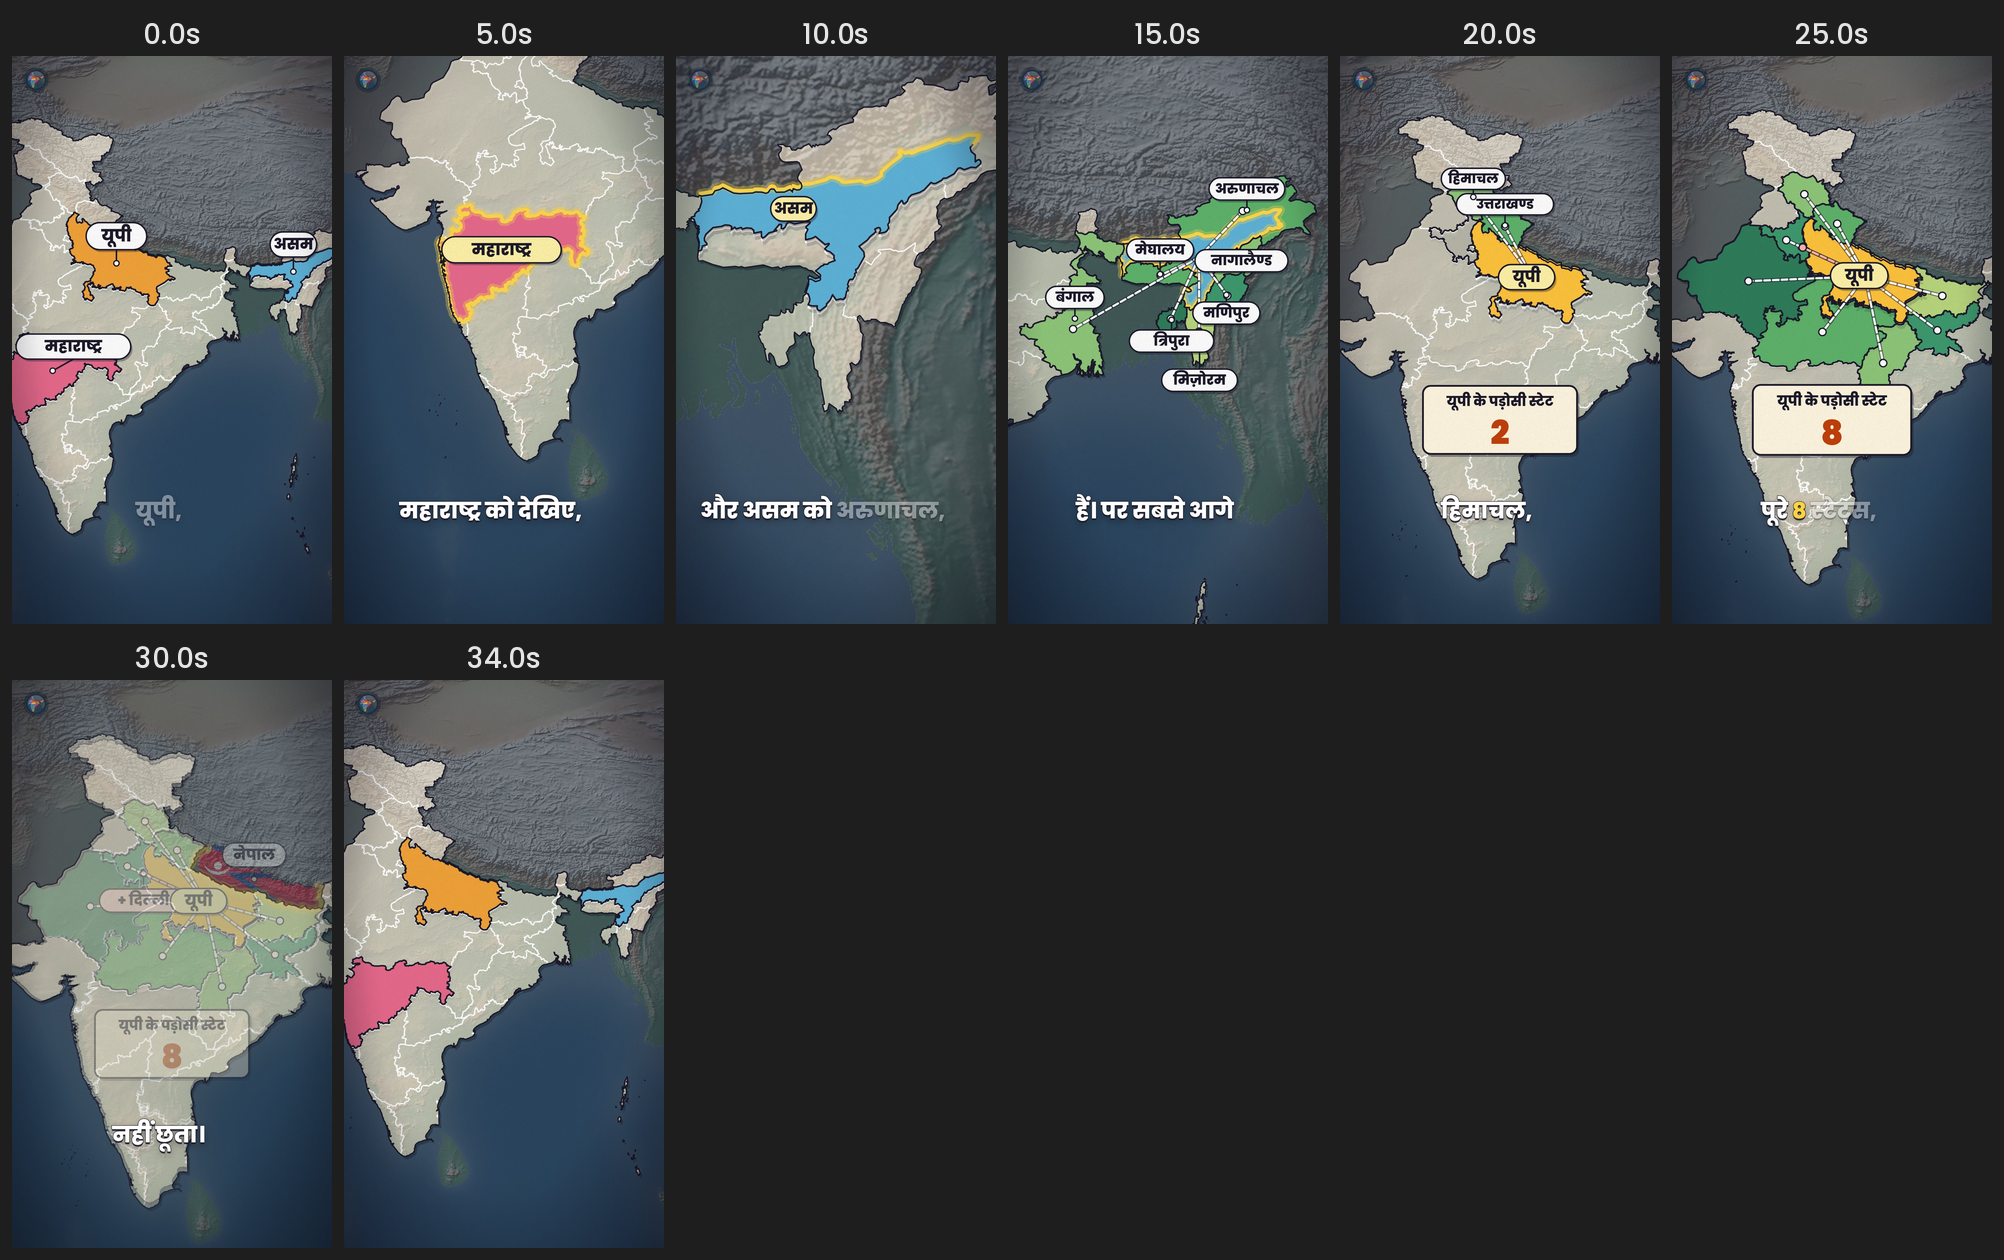 0.0s
5.0s
10.0s
15.0s
20.0s
25.0s
यूपी
असम
महाराष्ट्र
यूपी,
महाराष्ट्र
महाराष्ट्र को देखिए,
असम
और असम को अरुणाचल,
अरुणाचल
मेघालय
नागालैण्ड
बंगाल
मणिपुर
त्रिपुरा
मिज़ोरम
हैं। पर सबसे आगे
हिमाचल
उत्तराखण्ड
यूपी
यूपी के पड़ोसी स्टेट
2
हिमाचल,
यूपी
यूपी के पड़ोसी स्टेट
8
पूरे 8 स्टेट्स,
30.0s
34.0s
नेपाल
+ दिल्ली
यूपी
यूपी के पड़ोसी स्टेट
8
नहीं छूता।